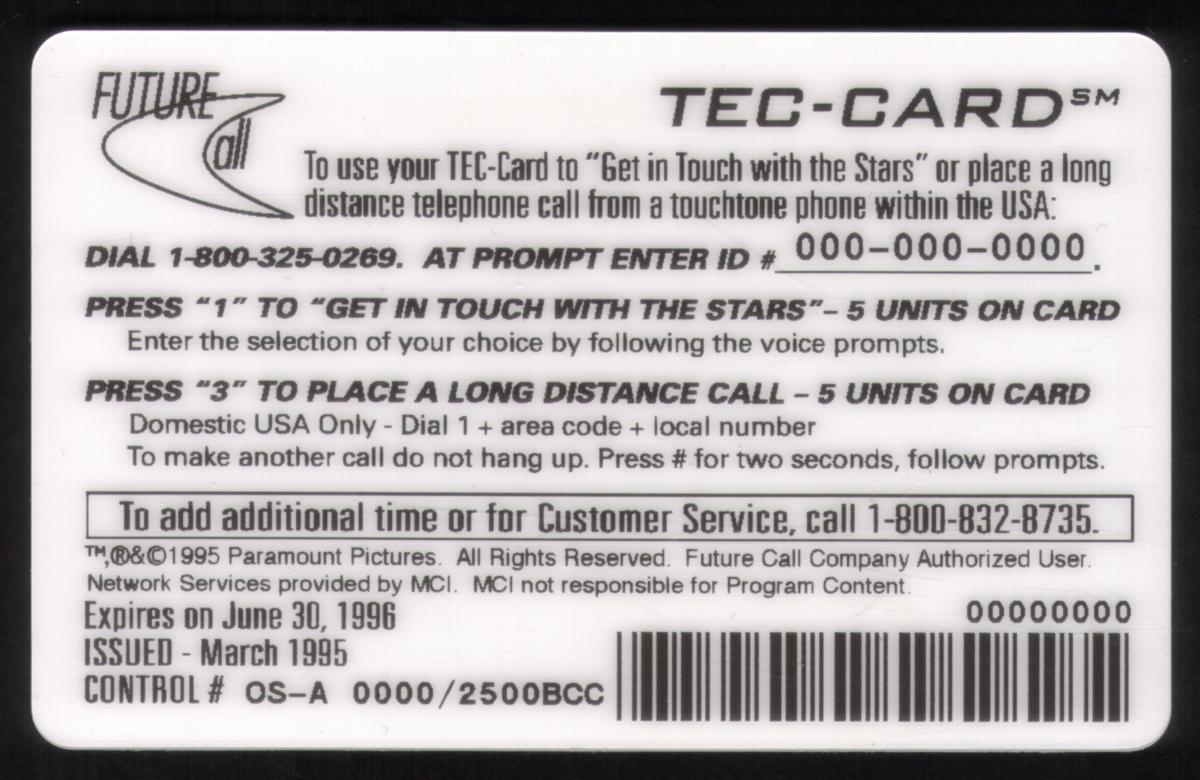 FUTURE
Call
TEC-CARD℠
To use your TEC-Card to “Get in Touch with the Stars” or place a long
distance telephone call from a touchtone phone within the USA:
DIAL 1-800-325-0269. AT PROMPT ENTER ID # 000-000-0000.
PRESS “1” TO “GET IN TOUCH WITH THE STARS”– 5 UNITS ON CARD
Enter the selection of your choice by following the voice prompts.
PRESS “3” TO PLACE A LONG DISTANCE CALL – 5 UNITS ON CARD
Domestic USA Only - Dial 1 + area code + local number
To make another call do not hang up. Press # for two seconds, follow prompts.
To add additional time or for Customer Service, call 1-800-832-8735.
™,®&©1995 Paramount Pictures. All Rights Reserved. Future Call Company Authorized User.
Network Services provided by MCI. MCI not responsible for Program Content.
Expires on June 30, 1996
00000000
ISSUED - March 1995
CONTROL # OS-A 0000/2500BCC